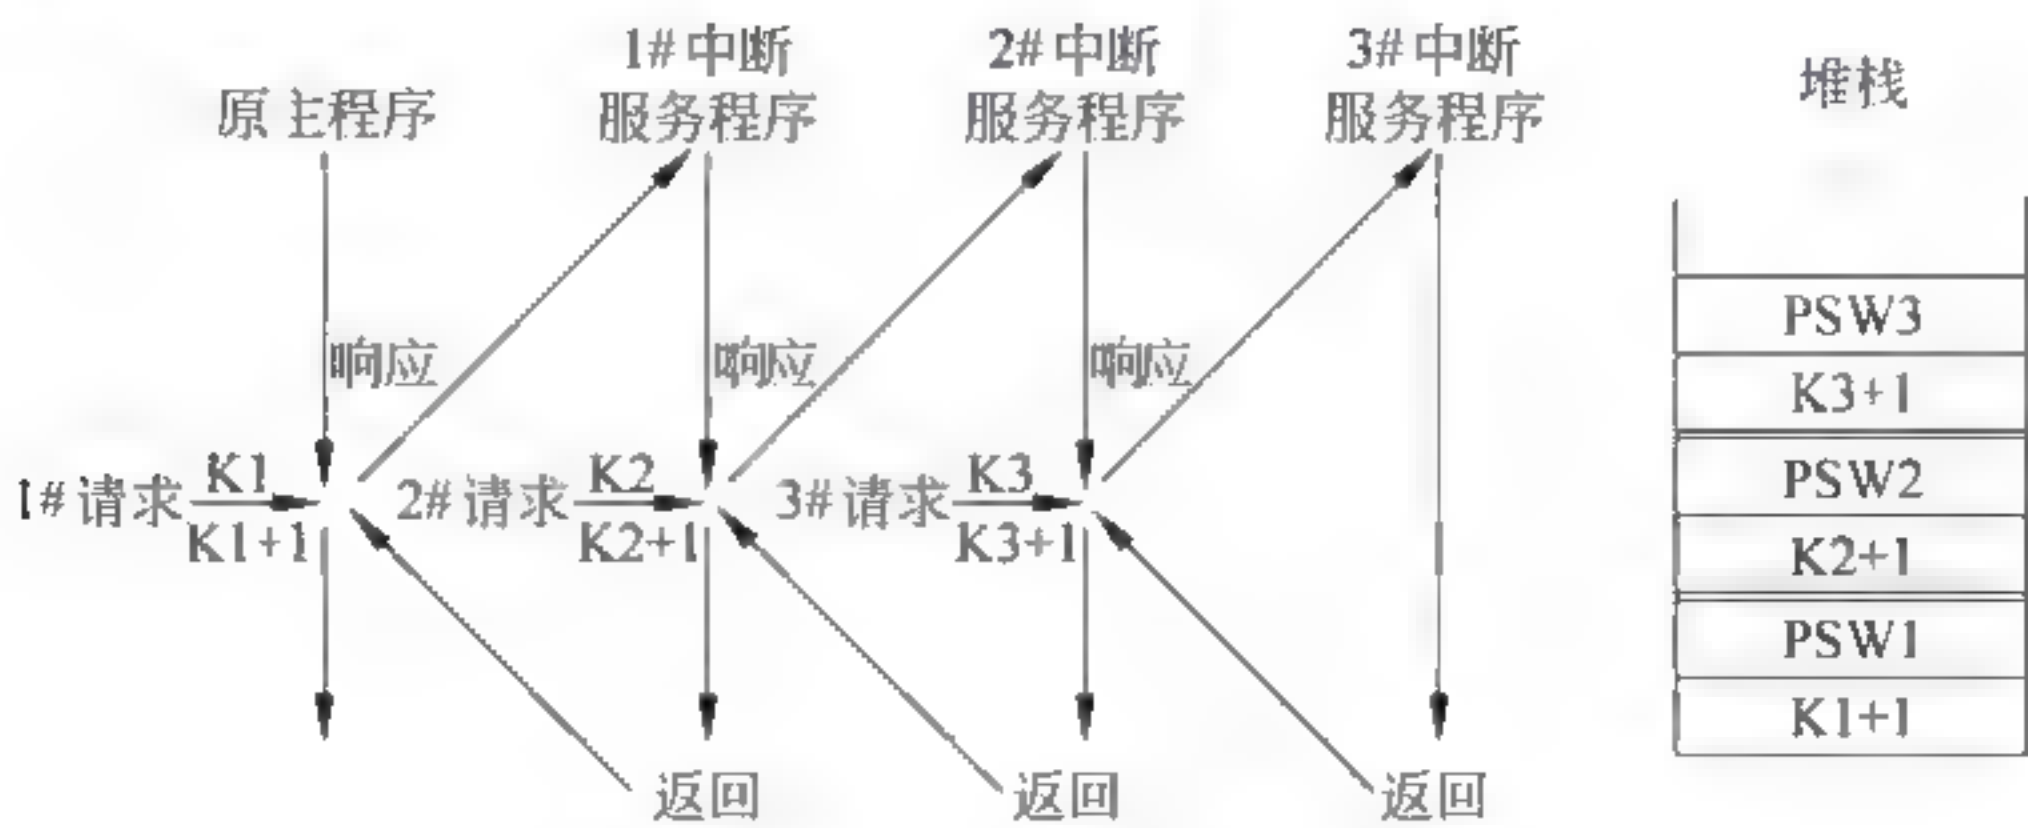 1#中断
2#中断
3#中断
堆栈
原主程序
服务程序
服务程序
服务程序
PSW3
响应
响应
响应
K3+1
1#请求
K1
2#请求
K2
3#请求
K3
PSW2
K1+1
K2+1
K3+1
K2+1
PSW1
K1+1
返回
返回
返回